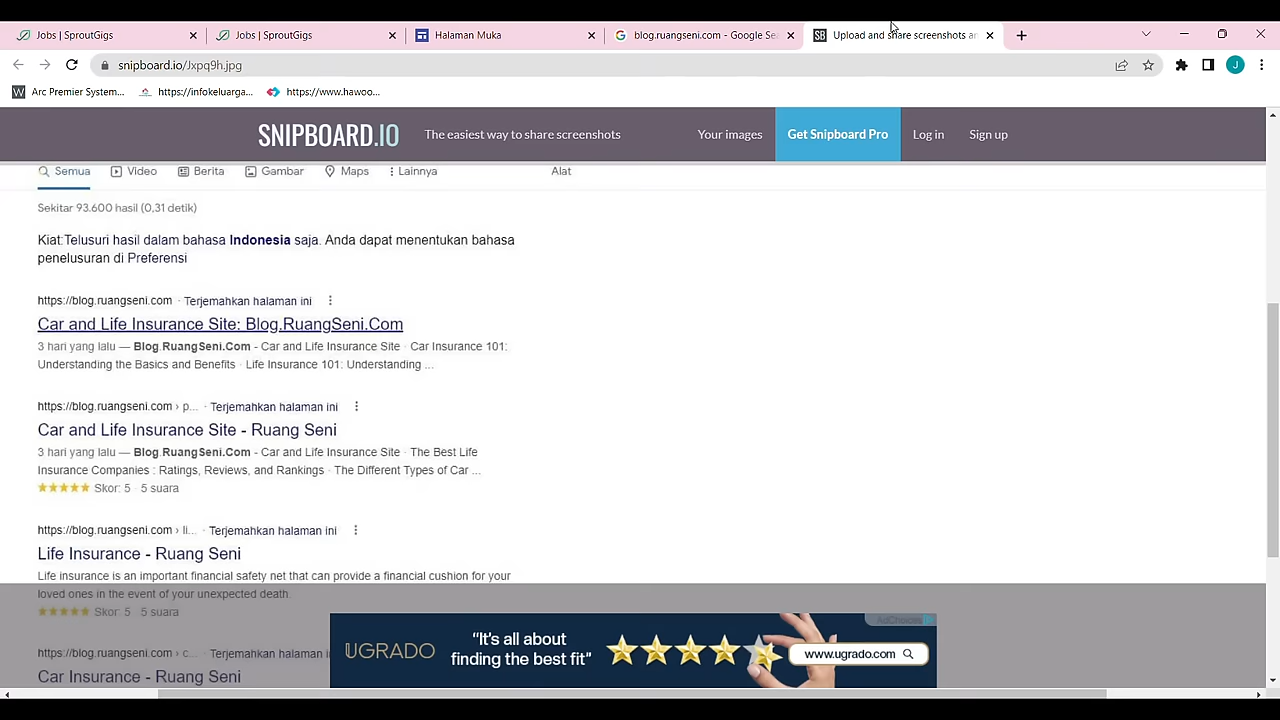 Jobs | SproutGigs
Jobs | SproutGigs
Halaman Muka
blog.ruangseni.com - Google Sea
Upload and share screenshots an
snipboard.io/Jxpq9h.jpg
J
Arc Premier System...
https://infokeluarga...
https://www.hawoo...
SNIPBOARD.IO
The easiest way to share screenshots
Your images
Get Snipboard Pro
Log in
Sign up
Semua
Video
Berita
Gambar
Maps
Lainnya
Alat
Sekitar 93.600 hasil (0,31 detik)
Kiat:Telusuri hasil dalam bahasa Indonesia saja. Anda dapat menentukan bahasa
penelusuran di Preferensi
https://blog.ruangseni.com · Terjemahkan halaman ini
Car and Life Insurance Site: Blog.RuangSeni.Com
3 hari yang lalu — Blog.RuangSeni.Com - Car and Life Insurance Site · Car Insurance 101:
Understanding the Basics and Benefits · Life Insurance 101: Understanding ...
https://blog.ruangseni.com › p... · Terjemahkan halaman ini
Car and Life Insurance Site - Ruang Seni
3 hari yang lalu — Blog.RuangSeni.Com - Car and Life Insurance Site · The Best Life
Insurance Companies : Ratings, Reviews, and Rankings · The Different Types of Car ...
Skor: 5 · 5 suara
https://blog.ruangseni.com › li... · Terjemahkan halaman ini
Life Insurance - Ruang Seni
Life insurance is an important financial safety net that can provide a financial cushion for your
loved ones in the event of your unexpected death.
Skor: 5 · 5 suara
https://blog.ruangseni.com › c... · Terjemahkan halaman i
Car Insurance - Ruang Seni
AdChoices
UGRADO
"It's all about
finding the best fit"
www.ugrado.com